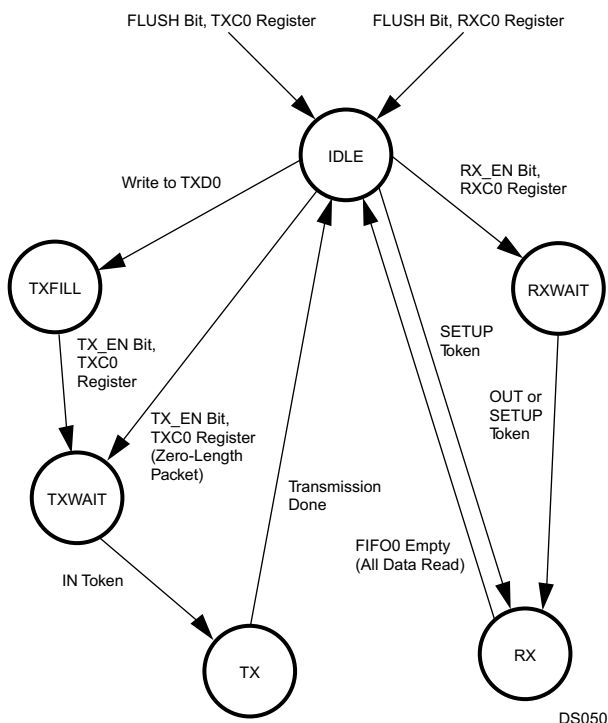 FLUSH Bit, TXC0 Register
FLUSH Bit, RXC0 Register
IDLE
Write to TXD0
RX_EN Bit,
RXC0 Register
TXFILL
RXWAIT
TX_EN Bit,
TXC0
Register
SETUP
Token
OUT or
SETUP
Token
TX_EN Bit,
TXC0 Register
(Zero-Length
Packet)
TXWAIT
Transmission
Done
FIFO0 Empty
(All Data Read)
IN Token
TX
RX
DS050